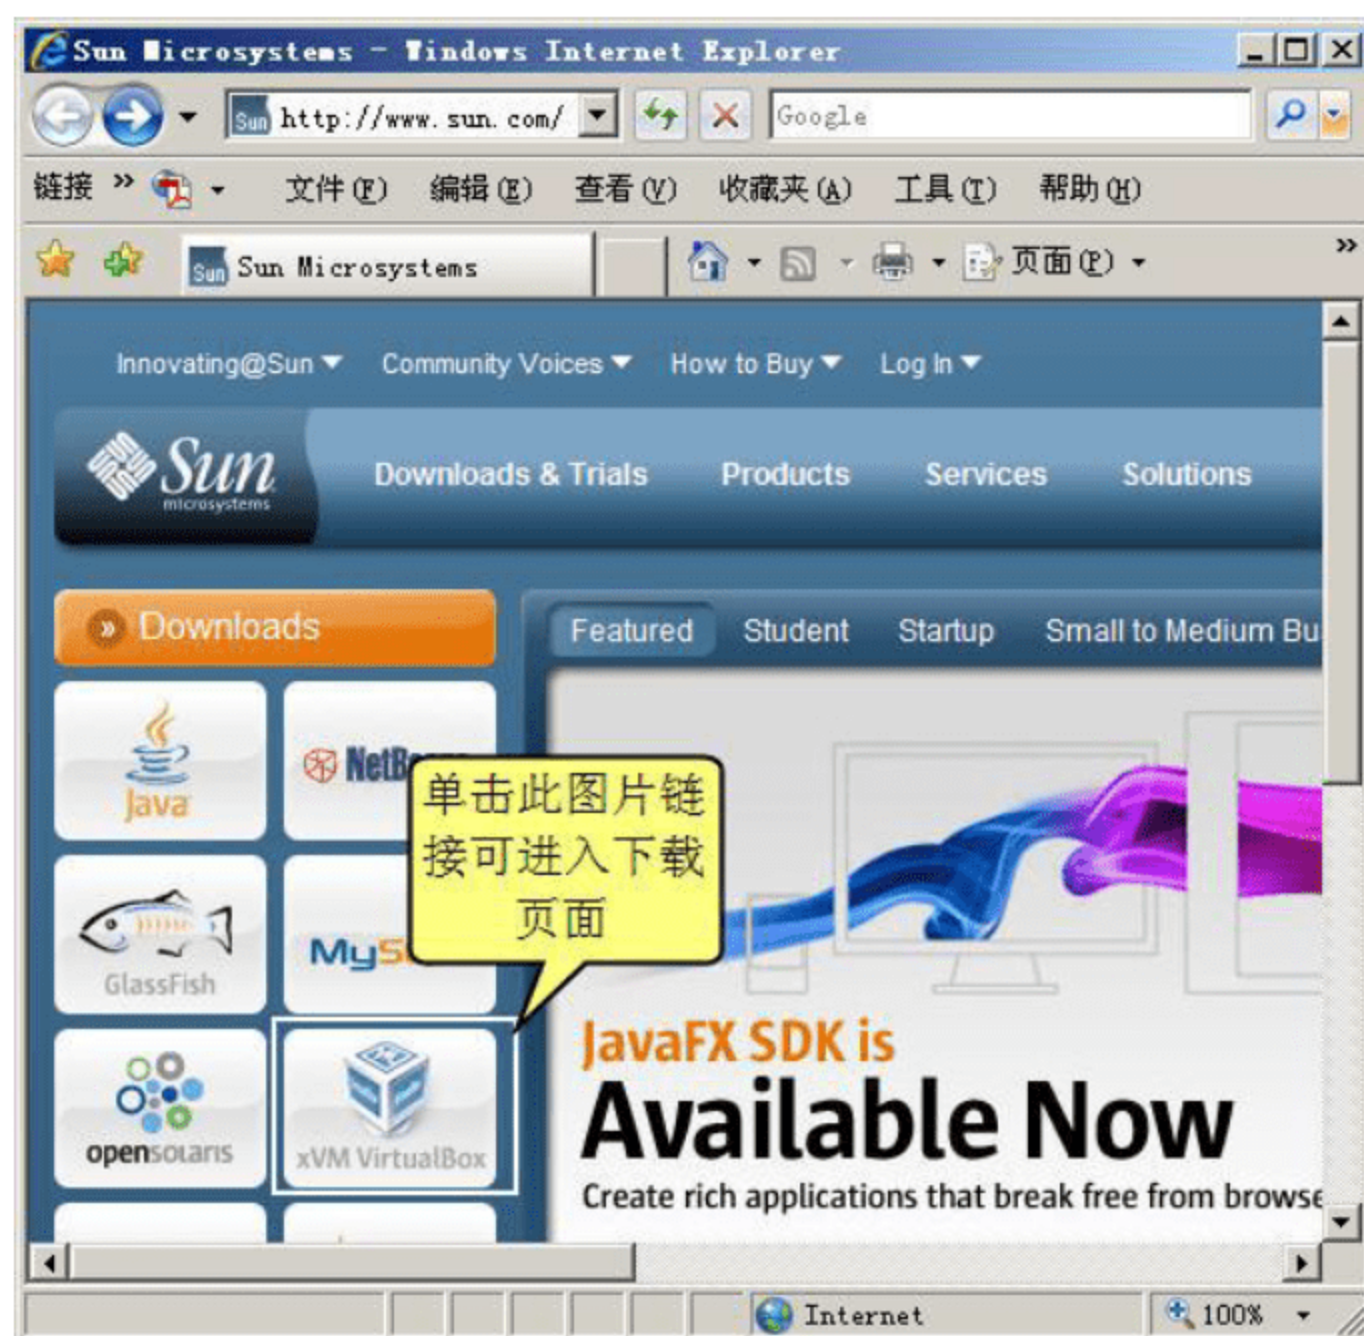 Sun Microsystems - Windows Internet Explorer
Sun http://www.sun.com/ Google
链接 » 文件(F) 编辑(E) 查看(V) 收藏夹(A) 工具(T) 帮助(H)
Sun Sun Microsystems 页面(P) »
Innovating@Sun Community Voices How to Buy Log In
Sun
microsystems
Downloads & Trials Products Services Solutions
» Downloads
Featured Student Startup Small to Medium Bu
Java
NetB
单击此图片链
接可进入下载
页面
GlassFish
MyS
opensolaris
xVM VirtualBox
JavaFX SDK is
Available Now
Create rich applications that break free from browse
Internet 100%